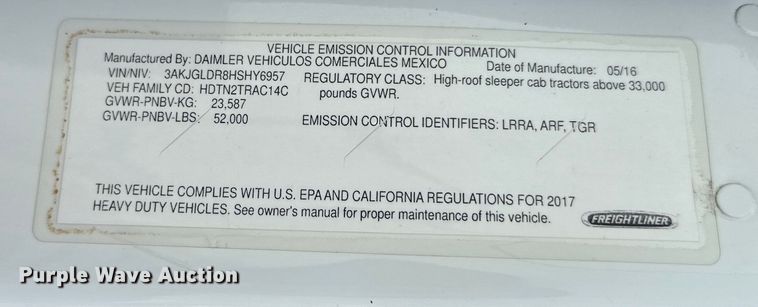 VEHICLE EMISSION CONTROL INFORMATION
Manufactured By: DAIMLER VEHICULOS COMERCIALES MEXICO Date of Manufacture: 05/16
VIN/NIV: 3AKJGLDR8HSHY6957 REGULATORY CLASS: High-roof sleeper cab tractors above 33,000
VEH FAMILY CD: HDTN2TRAC14C pounds GVWR.
GVWR-PNBV-KG: 23,587
GVWR-PNBV-LBS: 52,000 EMISSION CONTROL IDENTIFIERS: LRRA, ARF, TGR
THIS VEHICLE COMPLIES WITH U.S. EPA AND CALIFORNIA REGULATIONS FOR 2017
HEAVY DUTY VEHICLES. See owner's manual for proper maintenance of this vehicle.
FREIGHTLINER
Purple Wave Auction